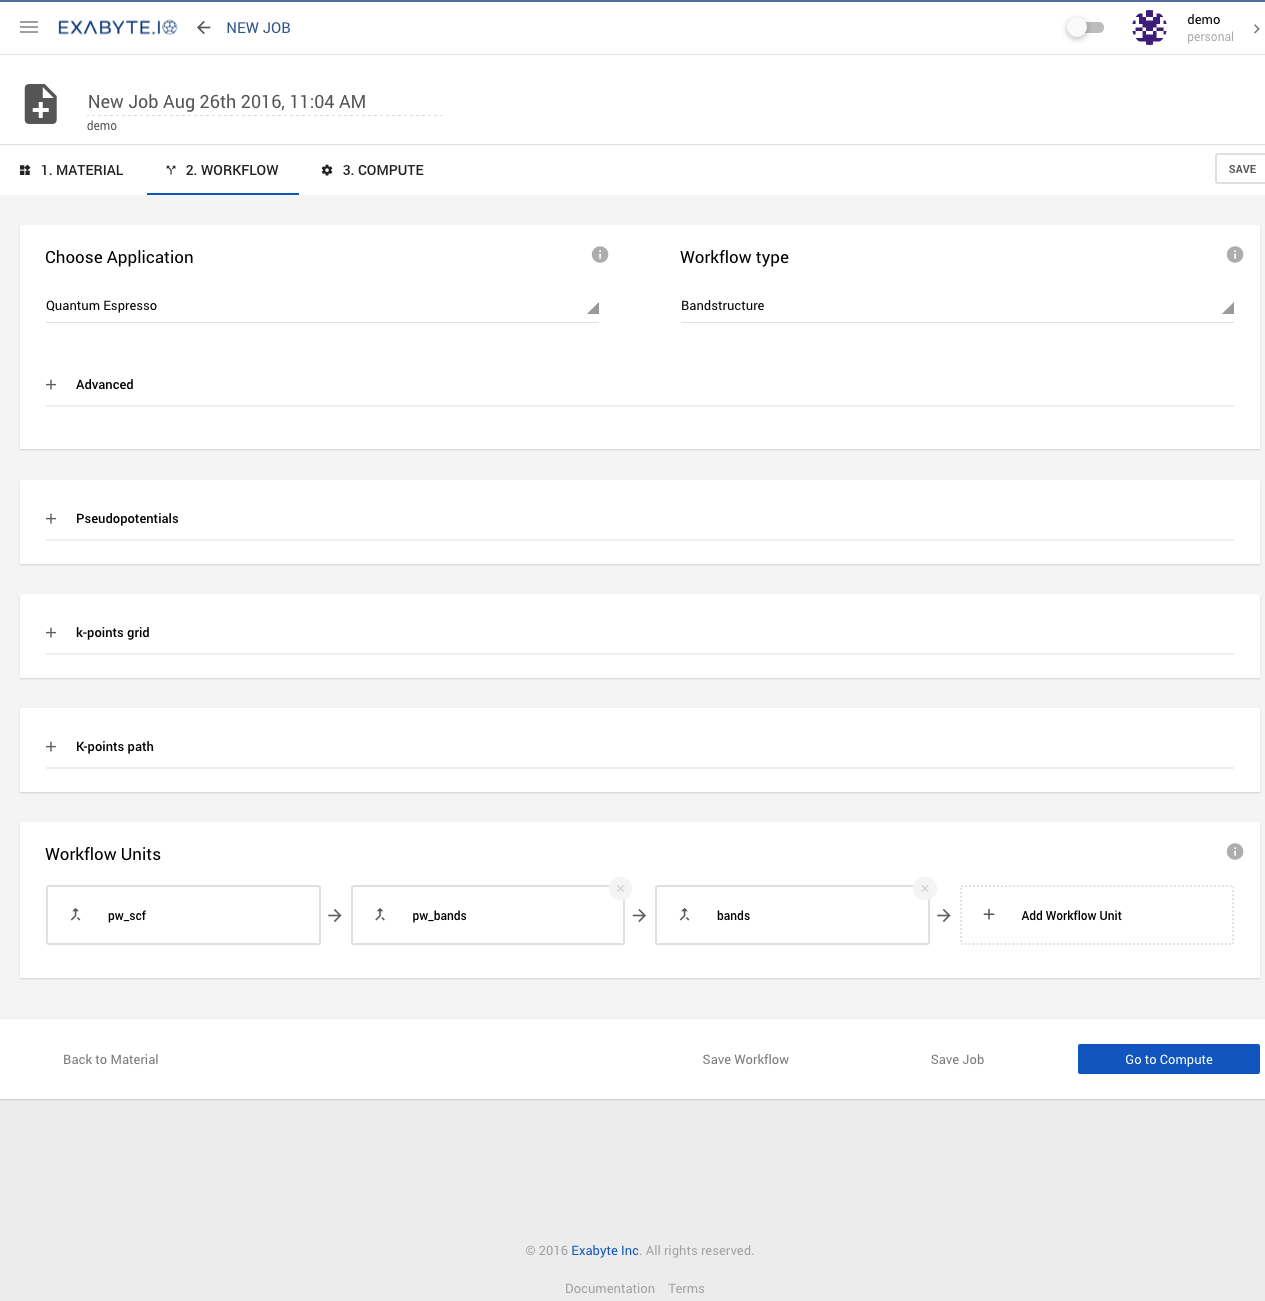 EXABYTE.IO
NEW JOB
demo
personal
New Job Aug 26th 2016, 11:04 AM
demo
1. MATERIAL
2. WORKFLOW
3. COMPUTE
SAVE
Choose Application
Workflow type
Quantum Espresso
Bandstructure
Advanced
Pseudopotentials
k-points grid
K-points path
Workflow Units
pw_scf
pw_bands
bands
Add Workflow Unit
Back to Material
Save Workflow
Save Job
Go to Compute
© 2016 Exabyte Inc. All rights reserved.
Documentation Terms